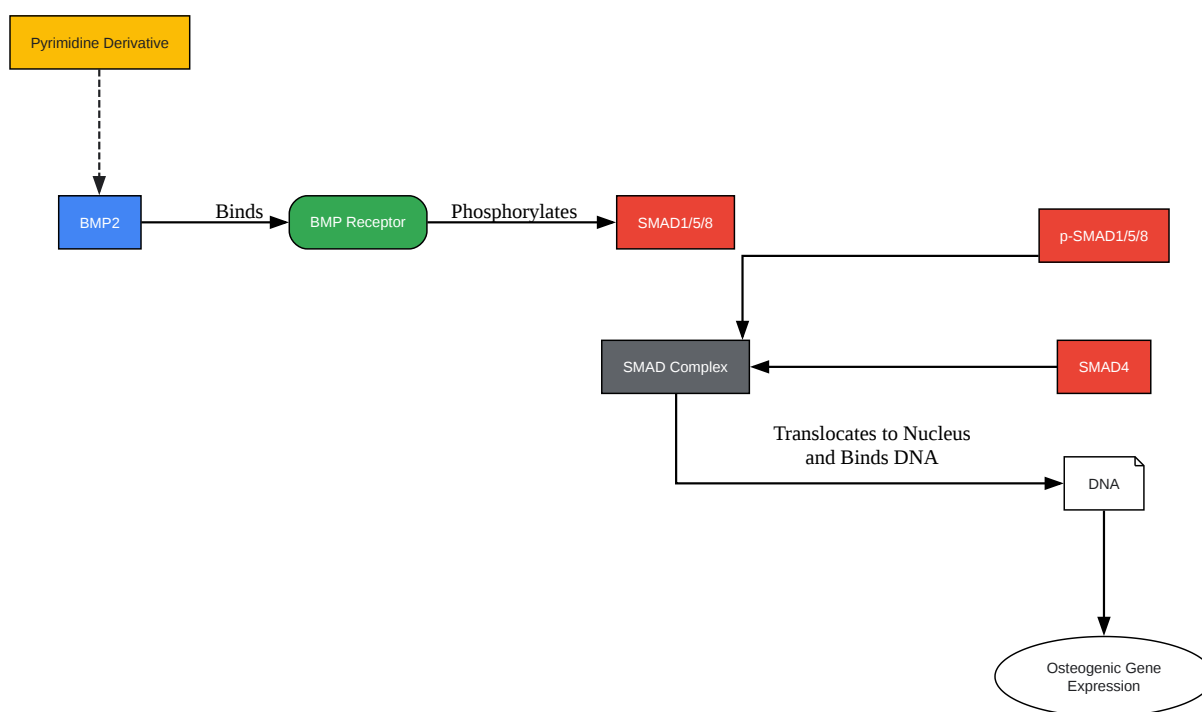 Pyrimidine Derivative
BMP2
Binds
BMP Receptor
Phosphorylates
SMAD1/5/8
p-SMAD1/5/8
SMAD Complex
SMAD4
Translocates to Nucleus
and Binds DNA
DNA
Osteogenic Gene
Expression